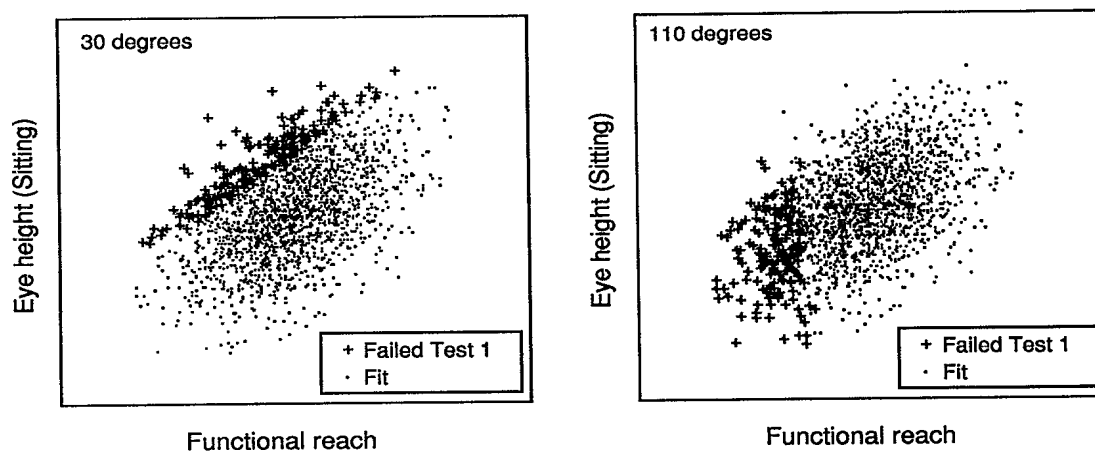 30 degrees
Eye height (Sitting)
+ Failed Test 1
· Fit
Functional reach
110 degrees
Eye height (Sitting)
+ Failed Test 1
· Fit
Functional reach